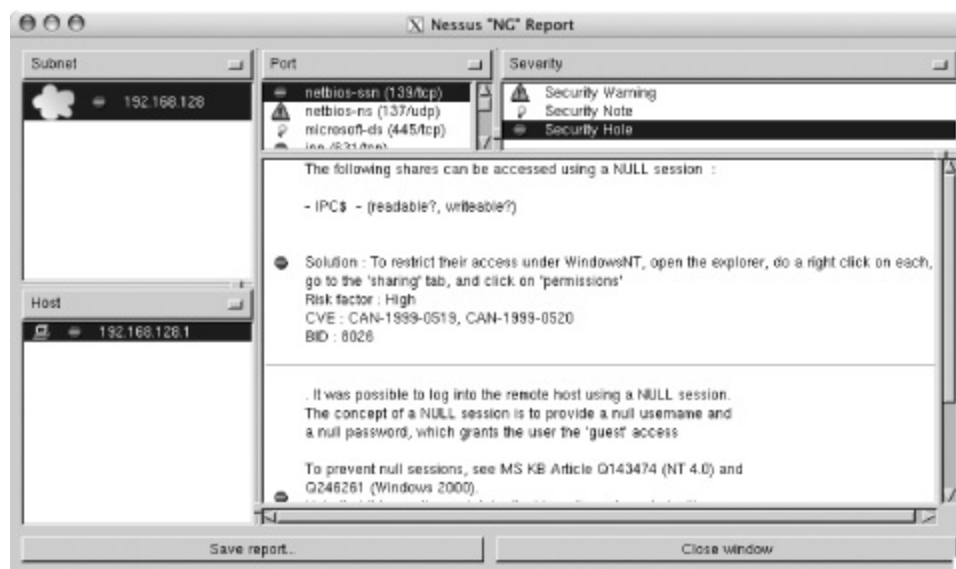 Nessus "NG" Report
Subnet
192.168.128
Port
netbios-ssn (139/tcp)
netbios-ns (137/udp)
microsoft-ds (445/tcp)
Severity
Security Warning
Security Note
Security Hole
Host
192.168.128.1
The following shares can be accessed using a NULL session :
- IPC$ - (readable?, writeable?)
Solution : To restrict their access under WindowsNT, open the explorer, do a right click on each,
go to the 'sharing' tab, and click on 'permissions'
Risk factor : High
CVE : CAN-1999-0519, CAN-1999-0520
BID : 8026
. It was possible to log into the remote host using a NULL session.
The concept of a NULL session is to provide a null username and
a null password, which grants the user the 'guest' access
To prevent null sessions, see MS KB Article Q143474 (NT 4.0) and
Q246261 (Windows 2000).
Save report...
Close window